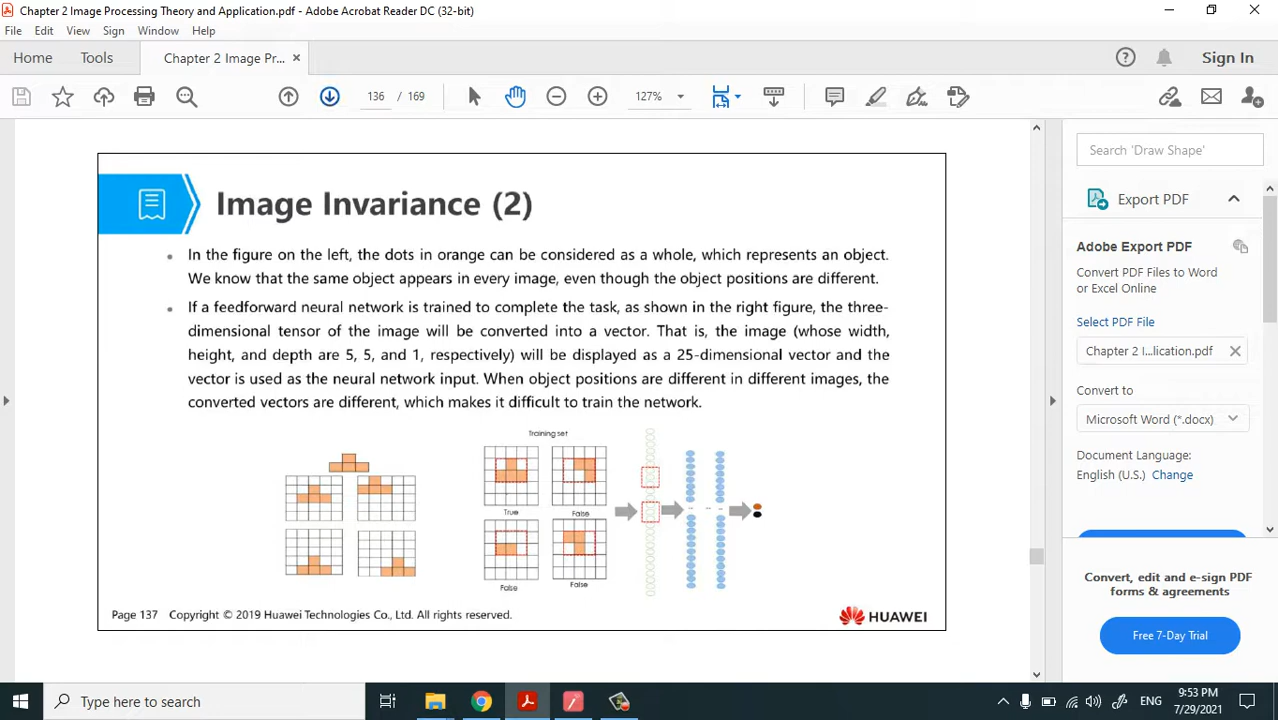 Chapter 2 Image Processing Theory and Application.pdf - Adobe Acrobat Reader DC (32-bit)
File Edit View Sign Window Help
Home Tools Chapter 2 Image Pr... ×
? Sign In
136 / 169 127%
Search 'Draw Shape'
Export PDF
Adobe Export PDF
Convert PDF Files to Word
or Excel Online
Select PDF File
Chapter 2 I...lication.pdf
Convert to
Microsoft Word (*.docx)
Document Language:
English (U.S.) Change
Convert, edit and e-sign PDF
forms & agreements
Free 7-Day Trial
Image Invariance (2)
• In the figure on the left, the dots in orange can be considered as a whole, which represents an object.
We know that the same object appears in every image, even though the object positions are different.
• If a feedforward neural network is trained to complete the task, as shown in the right figure, the three-
dimensional tensor of the image will be converted into a vector. That is, the image (whose width,
height, and depth are 5, 5, and 1, respectively) will be displayed as a 25-dimensional vector and the
vector is used as the neural network input. When object positions are different in different images, the
converted vectors are different, which makes it difficult to train the network.
Training set
True False
False False
Page 137 Copyright © 2019 Huawei Technologies Co., Ltd. All rights reserved.
HUAWEI
Type here to search
ENG
9:53 PM
7/29/2021